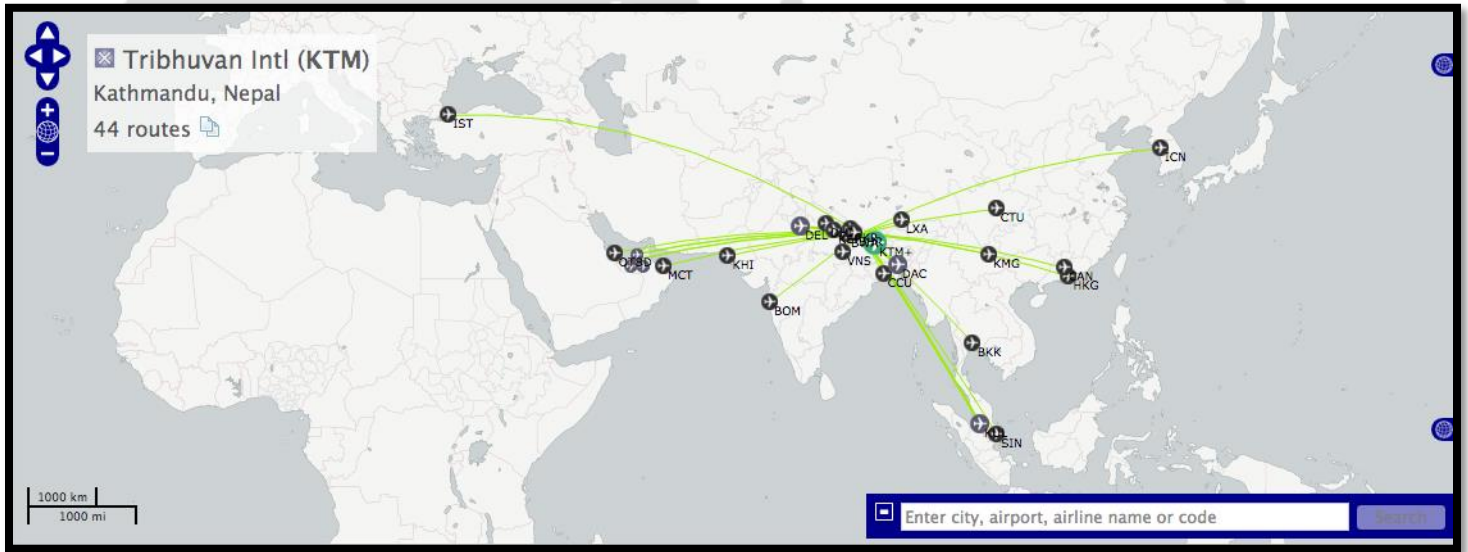 Tribhuvan Intl (KTM)
Kathmandu, Nepal
44 routes
IST
ICN
CTU
LXA
DEL
KTM+
VNS
KMG
KHI
MCT
DAC
CCU
HKG
BOM
BKK
SIN
1000 km
1000 mi
Enter city, airport, airline name or code
Search